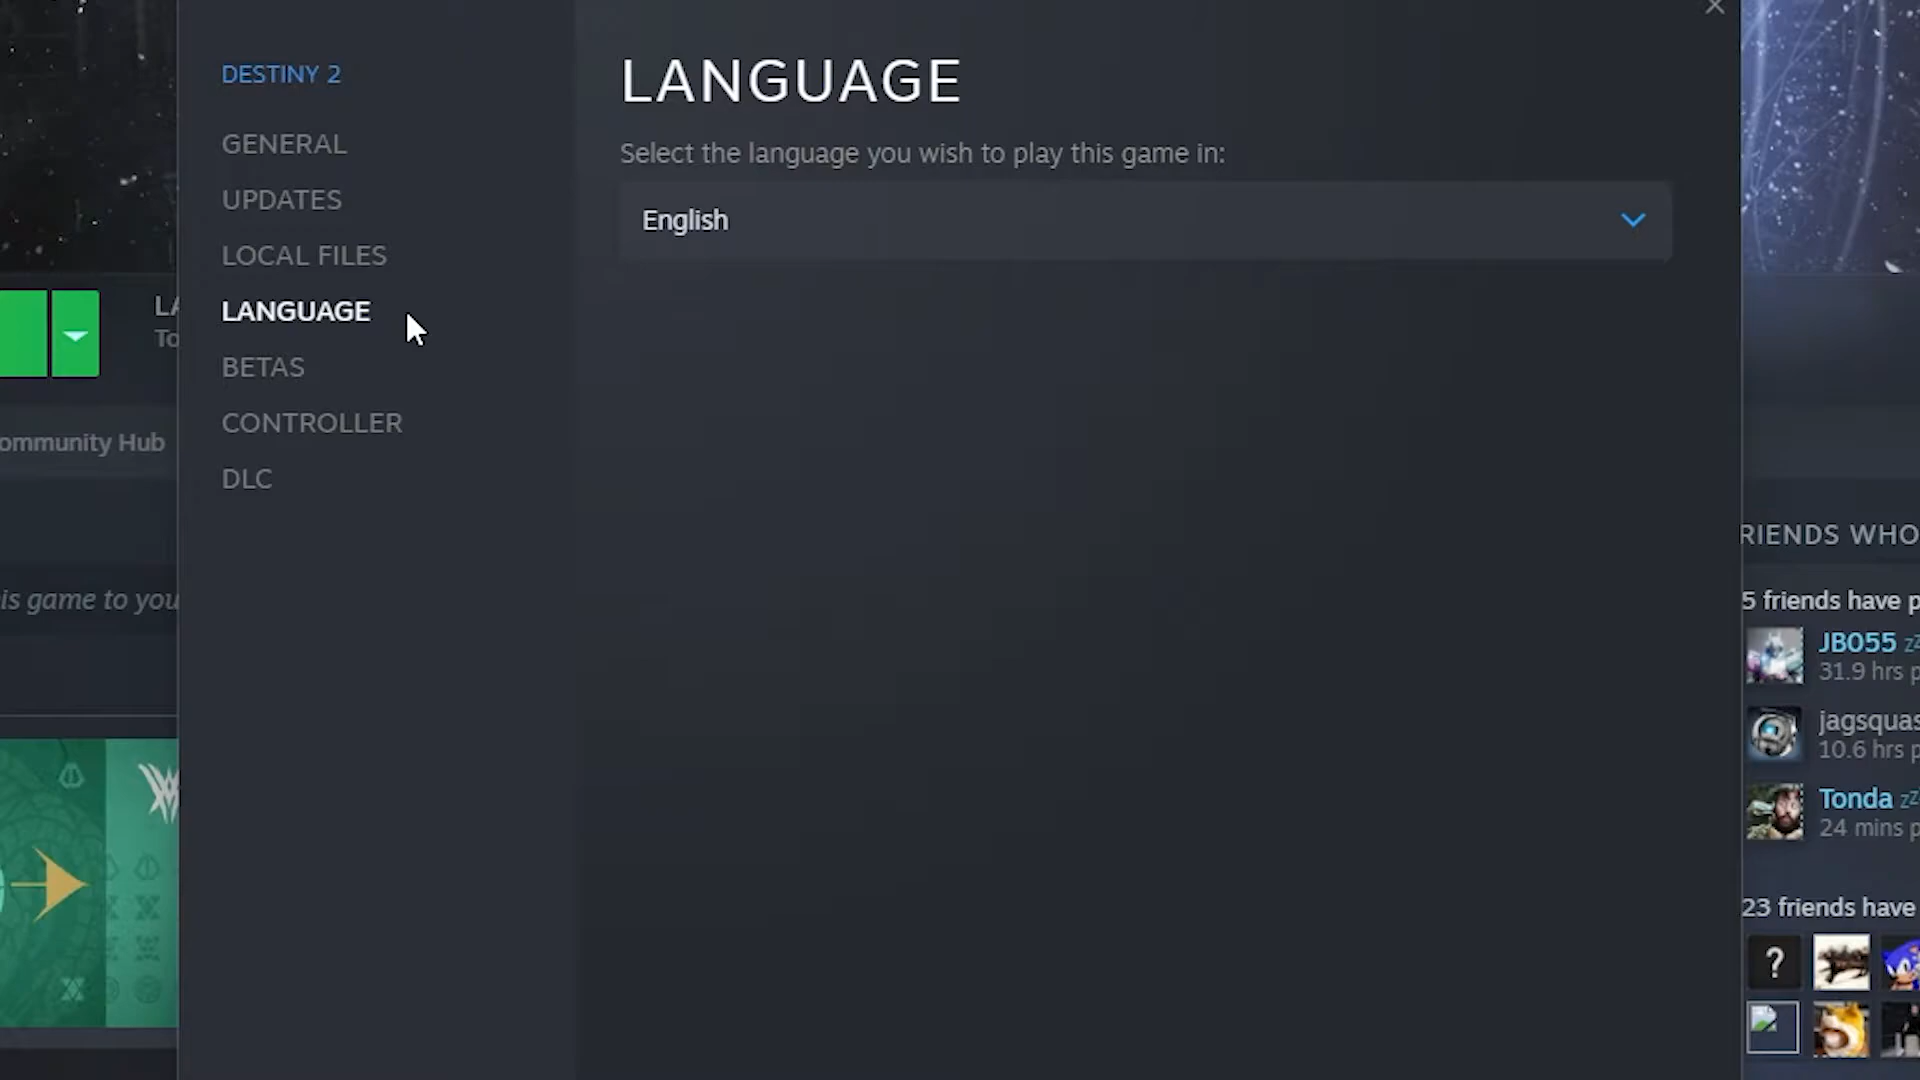 DESTINY 2
GENERAL
UPDATES
LOCAL FILES
LANGUAGE
BETAS
CONTROLLER
DLC
LANGUAGE
Select the language you wish to play this game in:
English
LA
To
ommunity Hub
is game to you
RIENDS WHO
5 friends have p
JB055
31.9 hrs p
jagsquas
10.6 hrs p
Tonda
24 mins p
23 friends have
?